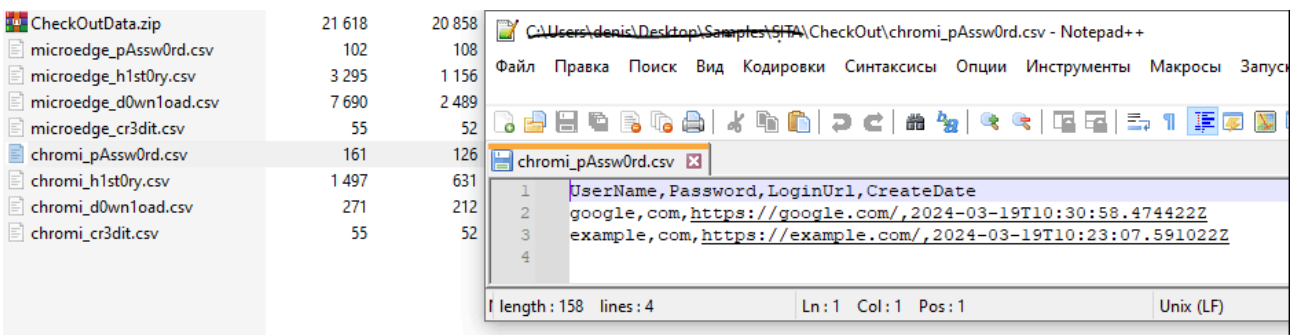 CheckOutData.zip 21 618 20 858
microedge_pAssw0rd.csv 102 108
microedge_h1st0ry.csv 3 295 1 156
microedge_d0wn1oad.csv 7 690 2 489
microedge_cr3dit.csv 55 52
chromi_pAssw0rd.csv 161 126
chromi_h1st0ry.csv 1 497 631
chromi_d0wn1oad.csv 271 212
chromi_cr3dit.csv 55 52
C:\Users\denis\Desktop\Samples\SITA\CheckOut\chromi_pAssw0rd.csv - Notepad++
Файл Правка Поиск Вид Кодировки Синтаксисы Опции Инструменты Макросы Запуск
chromi_pAssw0rd.csv
1 UserName,Password,LoginUrl,CreateDate
2 google,com,https://google.com/,2024-03-19T10:30:58.474422Z
3 example,com,https://example.com/,2024-03-19T10:23:07.591022Z
4
length : 158 lines : 4 Ln : 1 Col : 1 Pos : 1 Unix (LF)